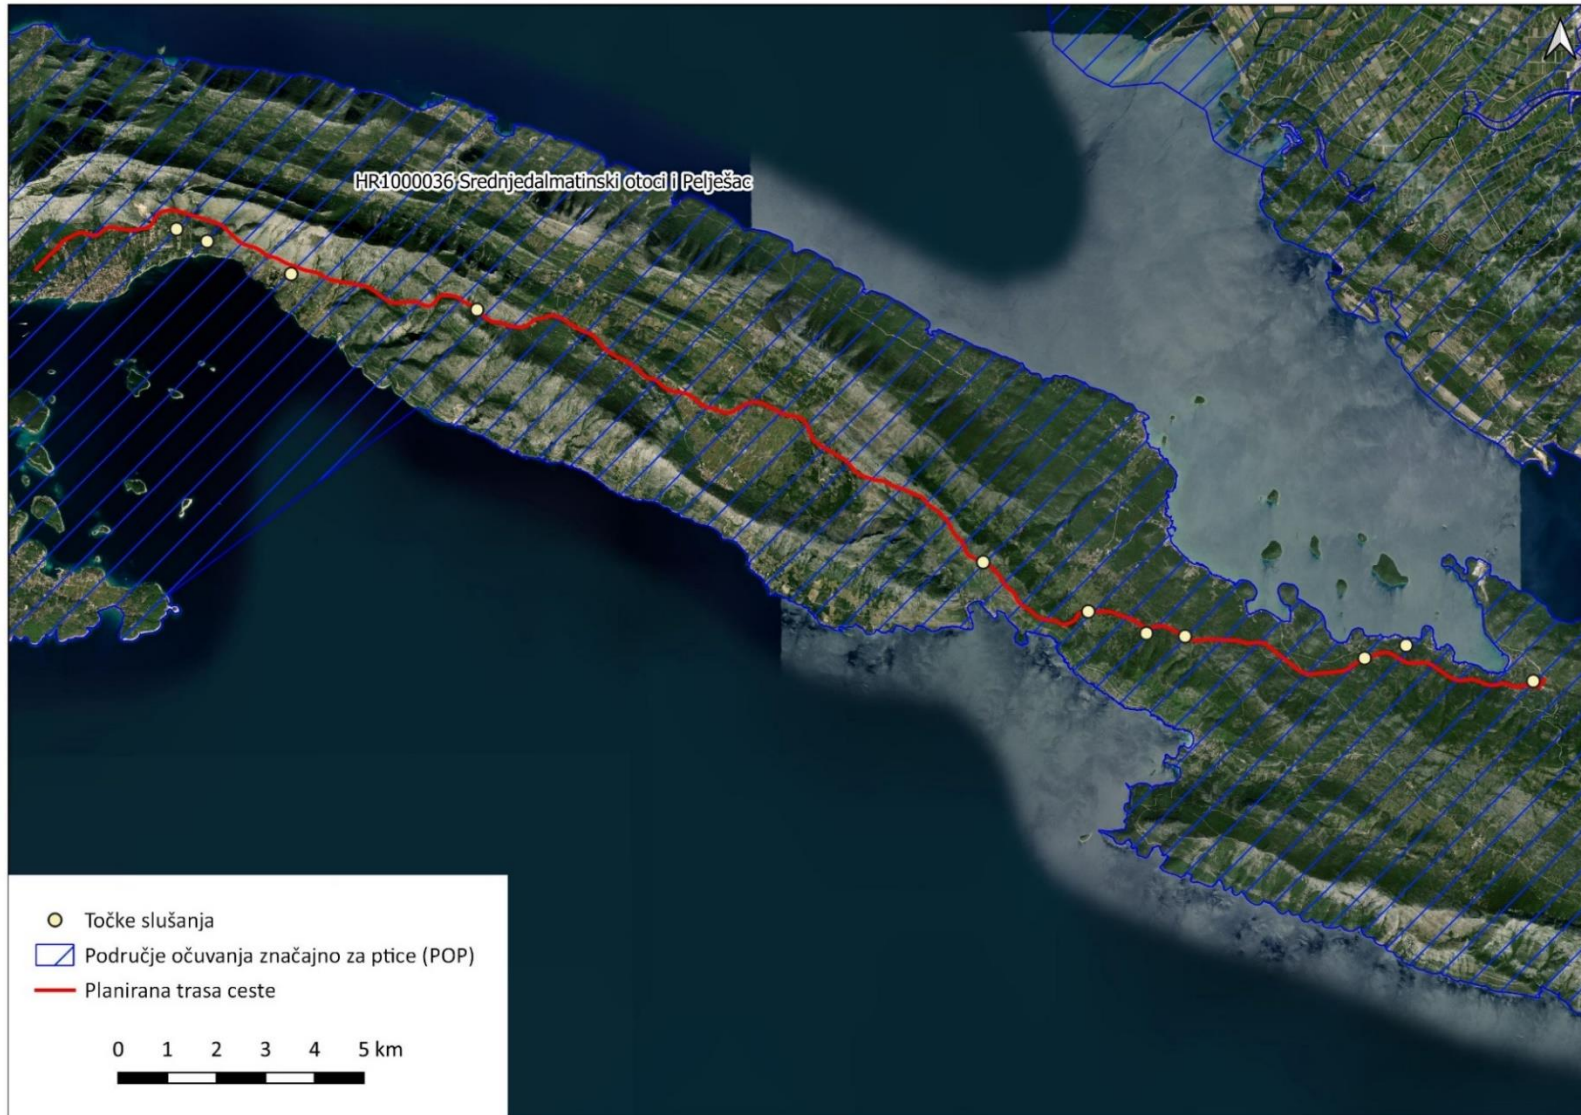 HR1000036 Srednjedalmatinski otoci i Pelješac
Točke slušanja
Područje očuvanja značajno za ptice (POP)
Planirana trasa ceste
0 1 2 3 4 5 km